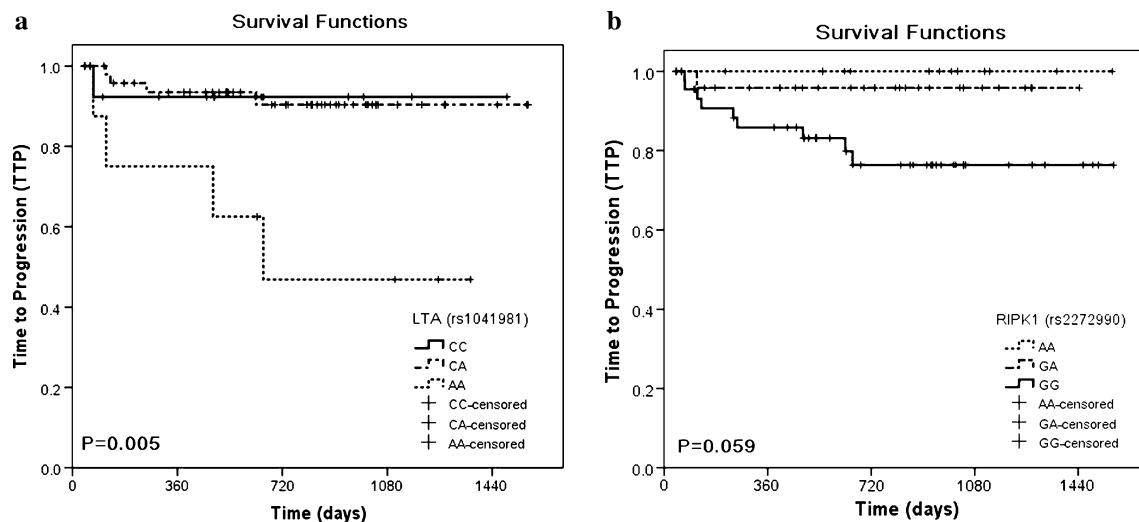 a
Survival Functions
Time to Progression (TTP)
1.0
0.8
0.6
0.4
0.2
0.0
LTA (rs1041981)
CC
CA
AA
CC-censored
CA-censored
AA-censored
P=0.005
0
360
720
1080
1440
Time (days)
b
Survival Functions
Time to Progression (TTP)
1.0
0.8
0.6
0.4
0.2
0.0
RIPK1 (rs2272990)
AA
GA
GG
AA-censored
GA-censored
GG-censored
P=0.059
0
360
720
1080
1440
Time (days)